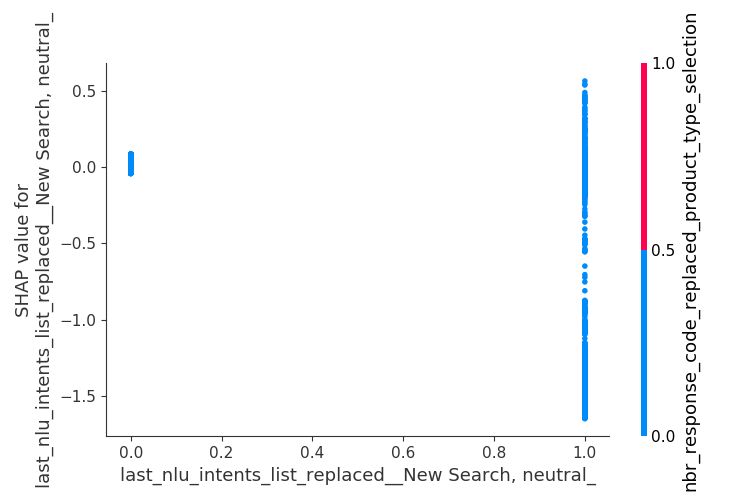 SHAP value for
last_nlu_intents_list_replaced__New Search, neutral_
0.5
0.0
−0.5
−1.0
−1.5
0.0 0.2 0.4 0.6 0.8 1.0
last_nlu_intents_list_replaced__New Search, neutral_
1.0
0.5
0.0
nbr_response_code_replaced_product_type_selection